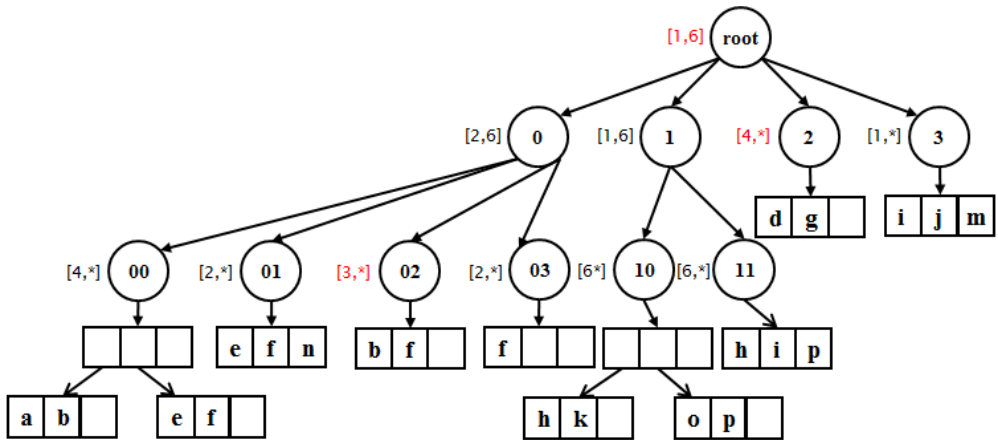 [1,6] root
[2,6] 0 [1,6] 1 [4,*] 2 [1,*] 3
d g i j m
[4,*] 00 [2,*] 01 [3,*] 02 [2,*] 03 [6*] 10 [6,*] 11
e f n b f f h i p
a b e f h k o p